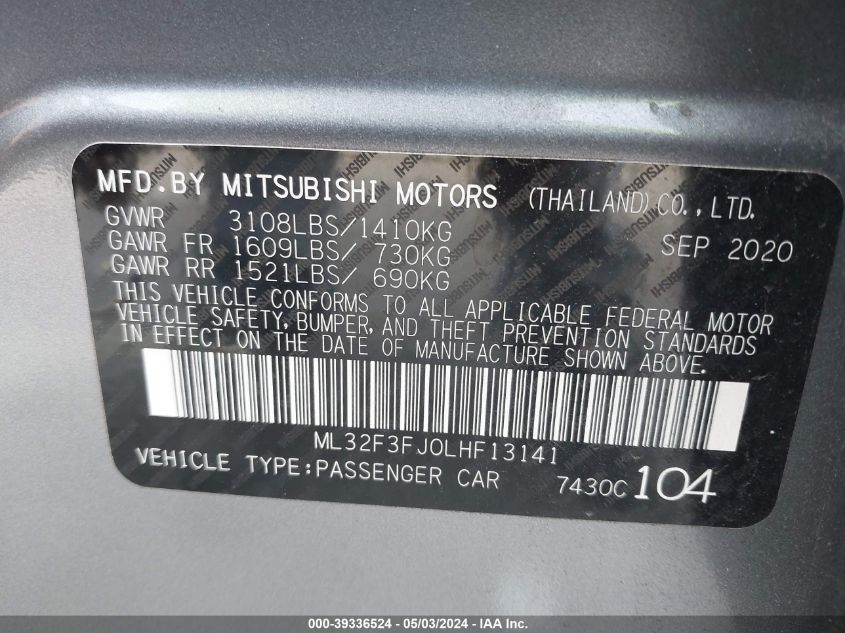 MFD.BY MITSUBISHI MOTORS (THAILAND)CO.,LTD.
GVWR 3108LBS/1410KG SEP 2020
GAWR FR 1609LBS/ 730KG
GAWR RR 1521LBS/ 690KG
THIS VEHICLE CONFORMS TO ALL APPLICABLE FEDERAL MOTOR
VEHICLE SAFETY, BUMPER, AND THEFT PREVENTION STANDARDS
IN EFFECT ON THE DATE OF MANUFACTURE SHOWN ABOVE.
ML32F3FJ0LHF13141
VEHICLE TYPE:PASSENGER CAR 7430C 104
000-39336524 - 05/03/2024 - IAA Holdings, LLC.